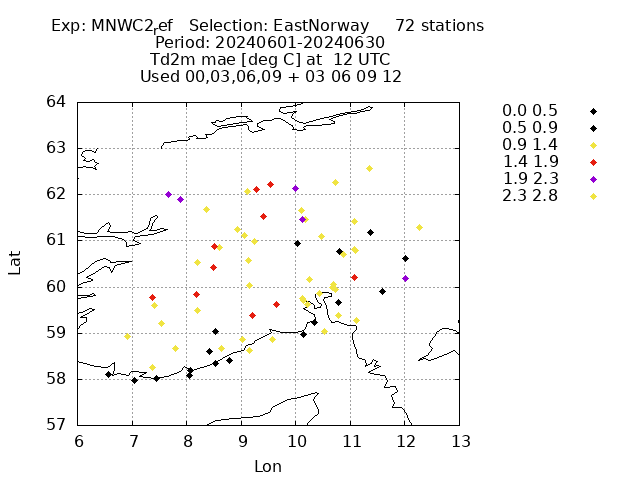 Exp: MNWC2_ref   Selection: EastNorway     72 stations
Period: 20240601-20240630
Td2m mae [deg C] at  12 UTC
Used 00,03,06,09 + 03 06 09 12
0.0 0.5
0.5 0.9
0.9 1.4
1.4 1.9
1.9 2.3
2.3 2.8
64
63
62
61
60
59
58
57
Lat
6 7 8 9 10 11 12 13
Lon